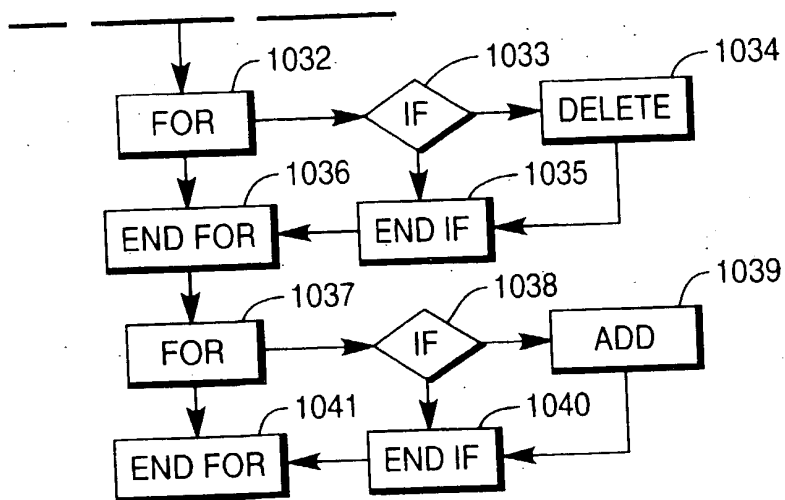 1032
1033
1034
FOR
IF
DELETE
1036
1035
END FOR
END IF
1037
1038
1039
FOR
IF
ADD
1041
1040
END FOR
END IF